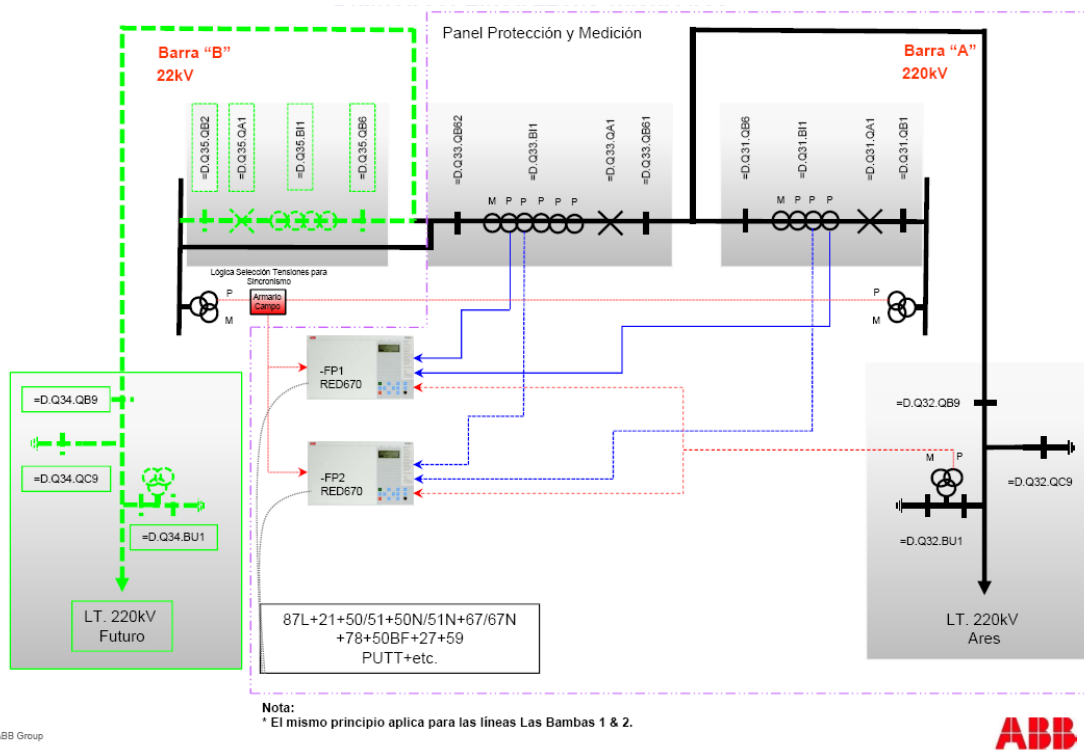 Panel Protección y Medición
Barra “B”
22kV
Barra “A”
220kV
=D.Q35.QB2
=D.Q35.QA1
=D.Q35.BI1
=D.Q35.QB6
=D.Q33.QB62
=D.Q33.BI1
=D.Q33.QA1
=D.Q33.QB61
=D.Q31.QB6
=D.Q31.BI1
=D.Q31.QA1
=D.Q31.QB1
M P P P P P
M P P P
Lógica Selección Tensiones para
Sincronismo
P
M
Armario
Campo
P
M
-FP1
RED670
-FP2
RED670
=D.Q34.QB9
=D.Q34.QC9
=D.Q34.BU1
LT. 220kV
Futuro
=D.Q32.QB9
M P
=D.Q32.QC9
=D.Q32.BU1
LT. 220kV
Ares
87L+21+50/51+50N/51N+67/67N
+78+50BF+27+59
PUTT+etc.
Nota:
* El mismo principio aplica para las líneas Las Bambas 1 & 2.
BB Group
ABB